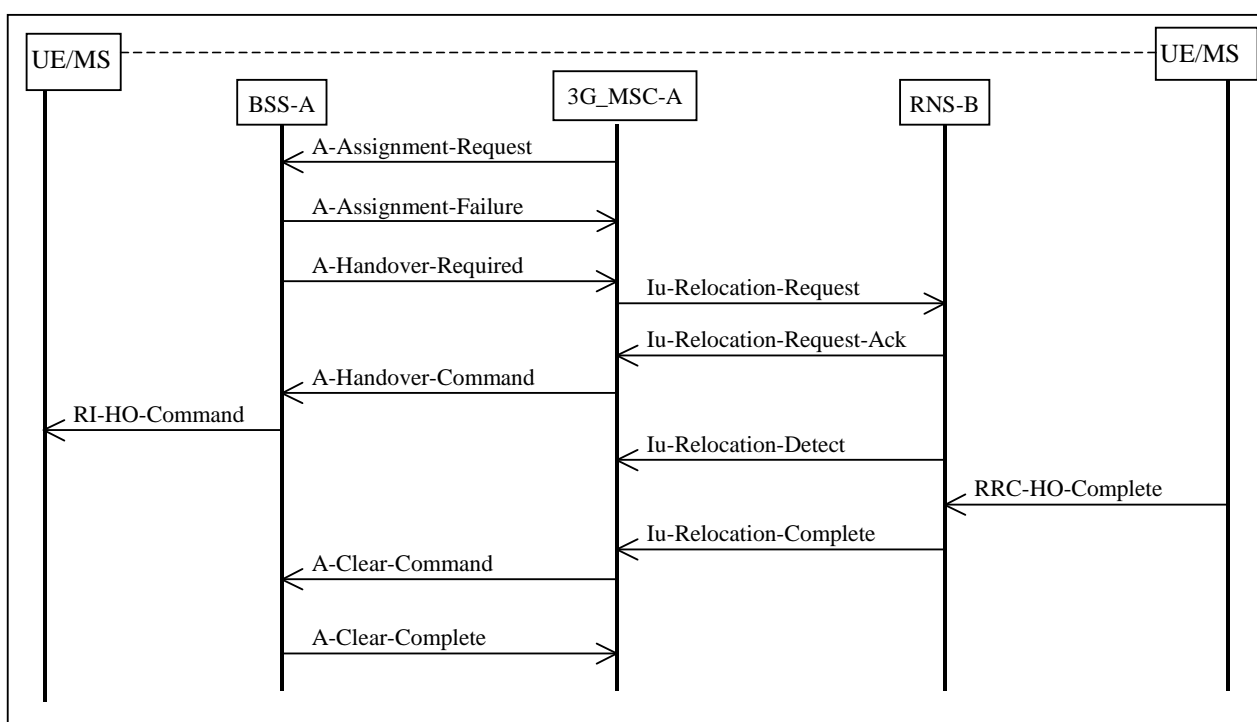 UE/MS
UE/MS
BSS-A
3G_MSC-A
RNS-B
A-Assignment-Request
A-Assignment-Failure
A-Handover-Required
Iu-Relocation-Request
Iu-Relocation-Request-Ack
A-Handover-Command
RI-HO-Command
Iu-Relocation-Detect
RRC-HO-Complete
Iu-Relocation-Complete
A-Clear-Command
A-Clear-Complete